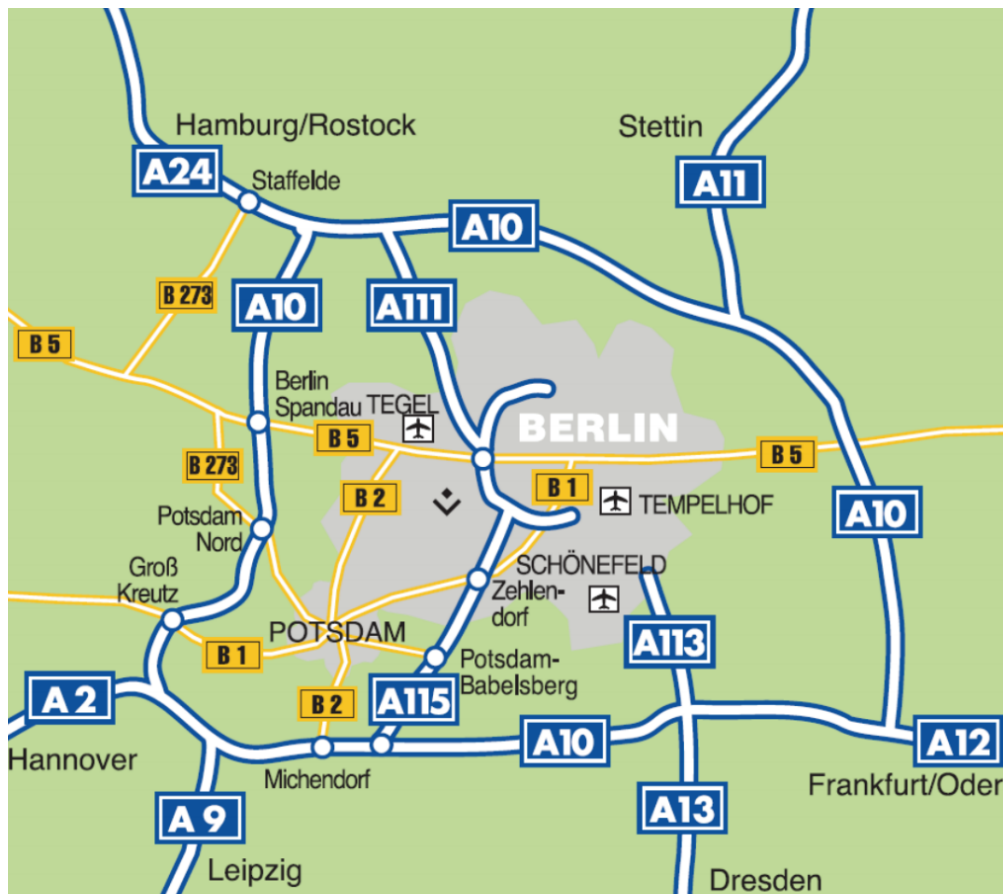 Hamburg/Rostock
Stettin
A24
Staffelde
A11
A10
B 273
A10
A111
B 5
Berlin
Spandau
TEGEL
BERLIN
B 5
B 5
B 273
B 2
B 1
A10
TEMPELHOF
Potsdam
Nord
SCHÖNEFELD
Groß
Kreutz
Zehlen-
dorf
POTSDAM
A113
B 1
Potsdam-
Babelsberg
A 2
B 2
A115
A10
A12
Hannover
Michendorf
Frankfurt/Oder
A 9
A13
Leipzig
Dresden